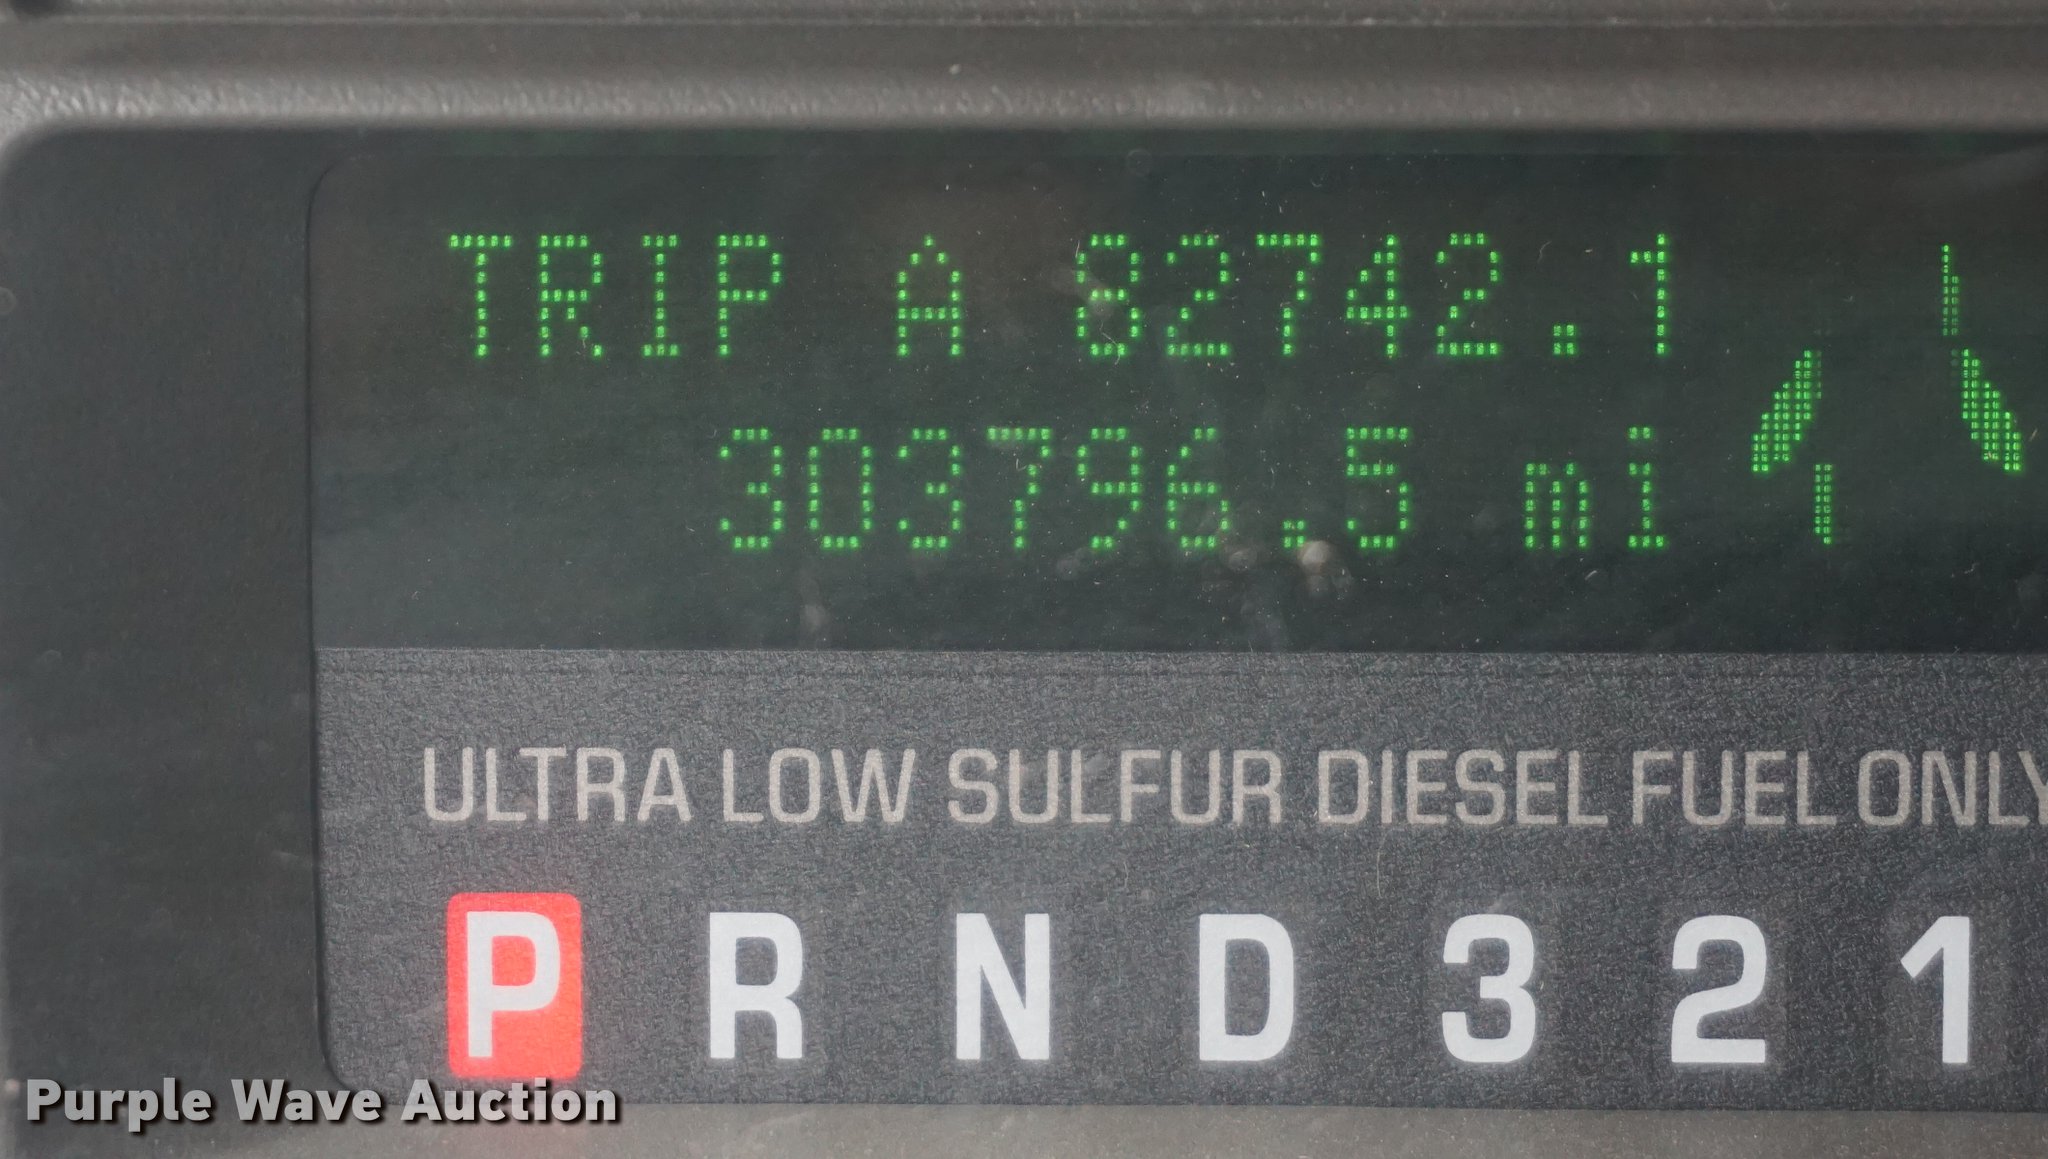 TRIP A 82742.1
303796.5 mi
ULTRA LOW SULFUR DIESEL FUEL ONLY
P R N D 3 2 1
Purple Wave Auction